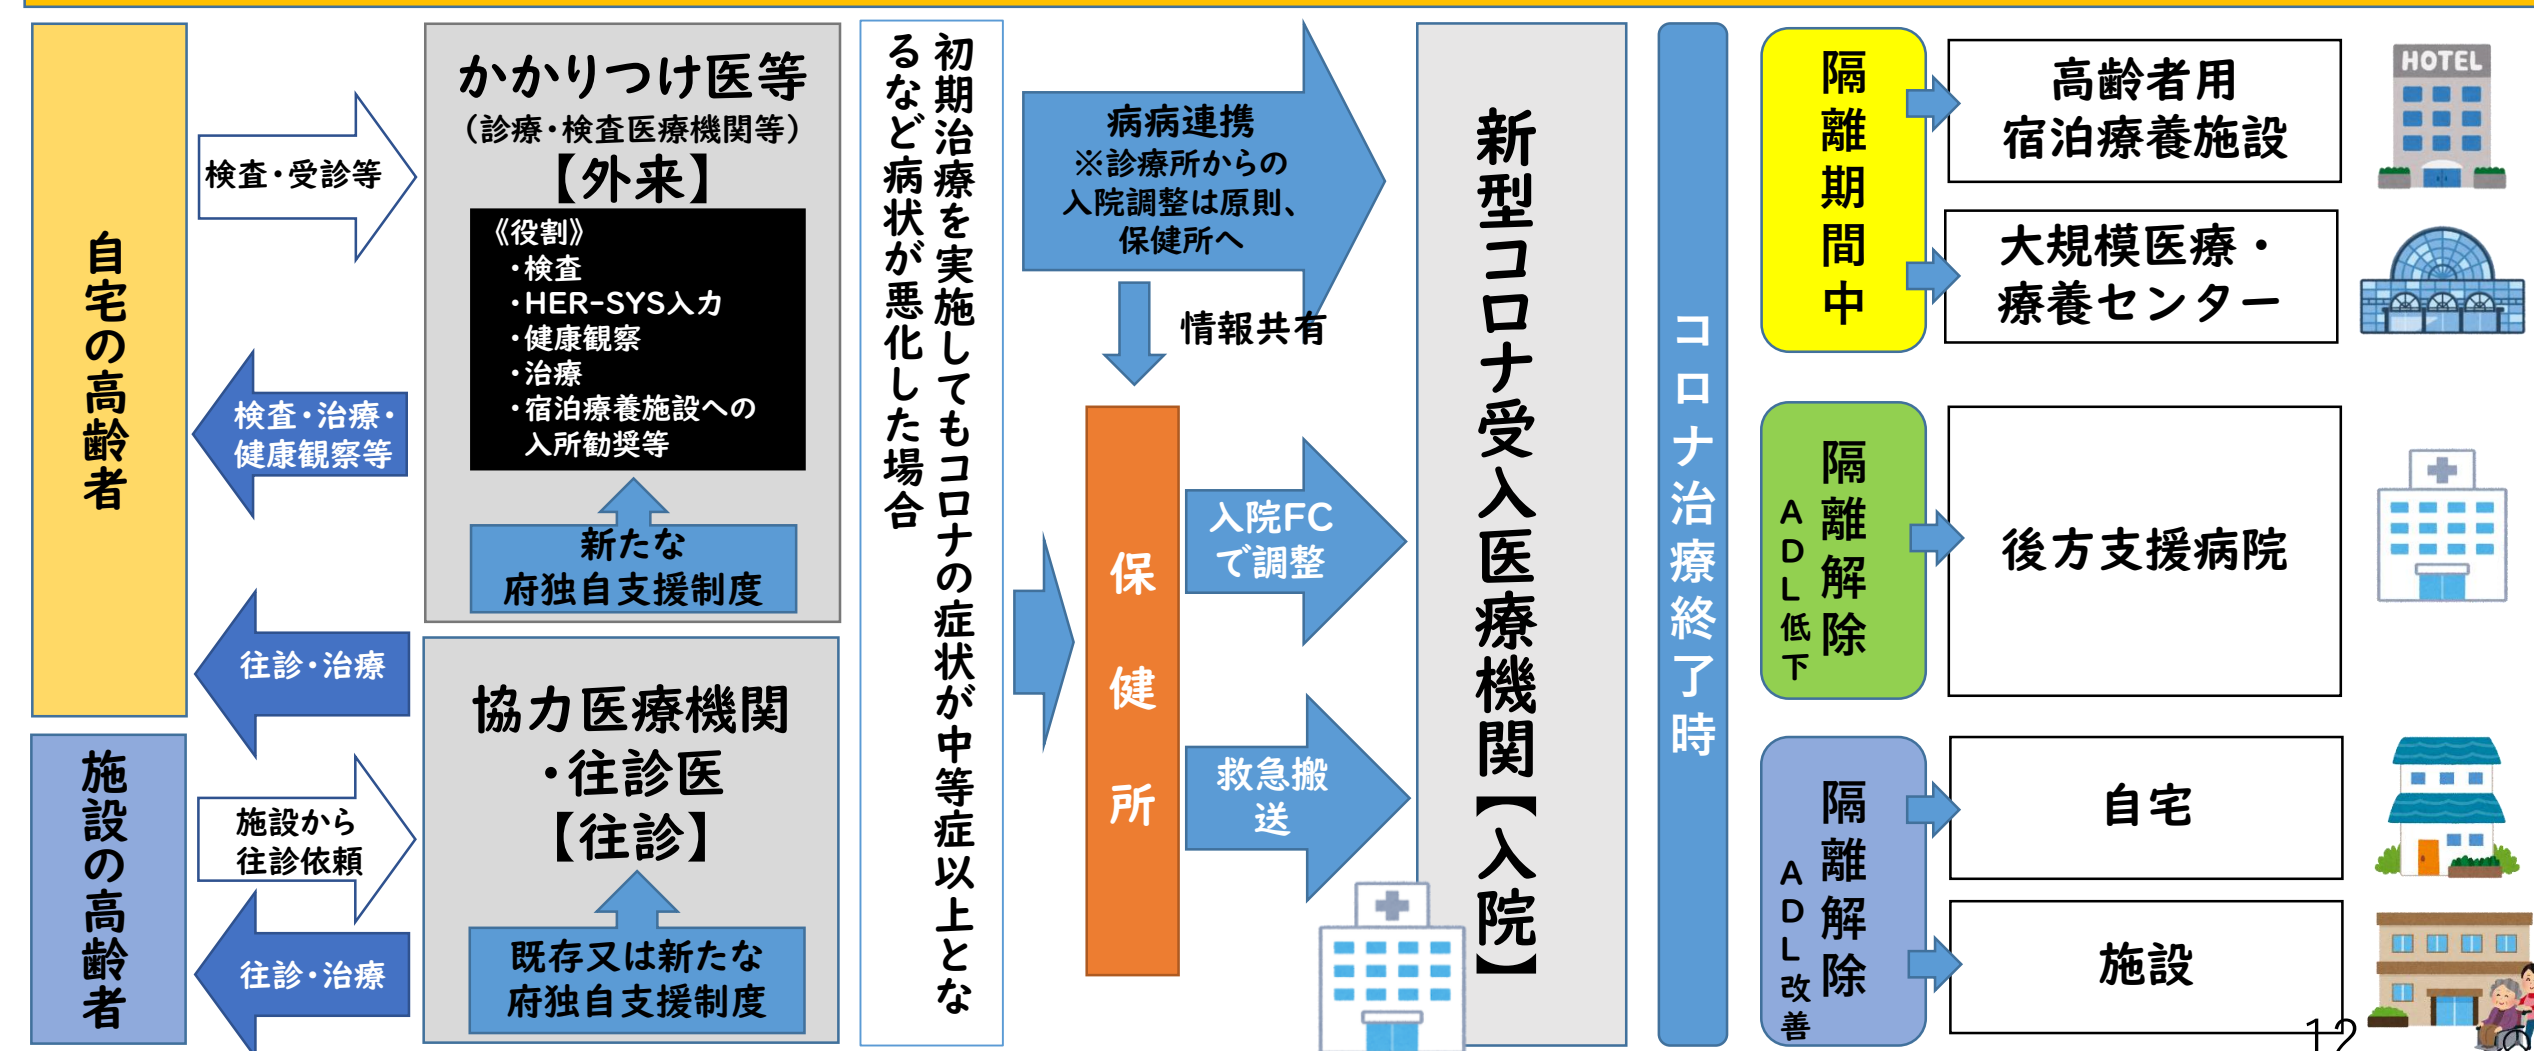 自宅の高齢者
施設の高齢者
検査・受診等
検査・治療・
健康観察等
往診・治療
施設から
往診依頼
往診・治療
かかりつけ医等
（診療・検査医療機関等）
【外来】
《役割》
・検査
・HER-SYS入力
・健康観察
・治療
・宿泊療養施設への
入所勧奨等
新たな
府独自支援制度
協力医療機関
・往診医
【往診】
既存又は新たな
府独自支援制度
初期治療を実施してもコロナの症状が中等症以上とな
るなど病状が悪化した場合
病病連携
※診療所からの
入院調整は原則、
保健所へ
情報共有
保健所
入院FC
で調整
救急搬
送
新型コロナ受入医療機関【入院】
コロナ治療終了時
隔離期間中
高齢者用
宿泊療養施設
HOTEL
大規模医療・
療養センター
隔離解除
ADL低下
後方支援病院
隔離解除
ADL改善
自宅
施設
12